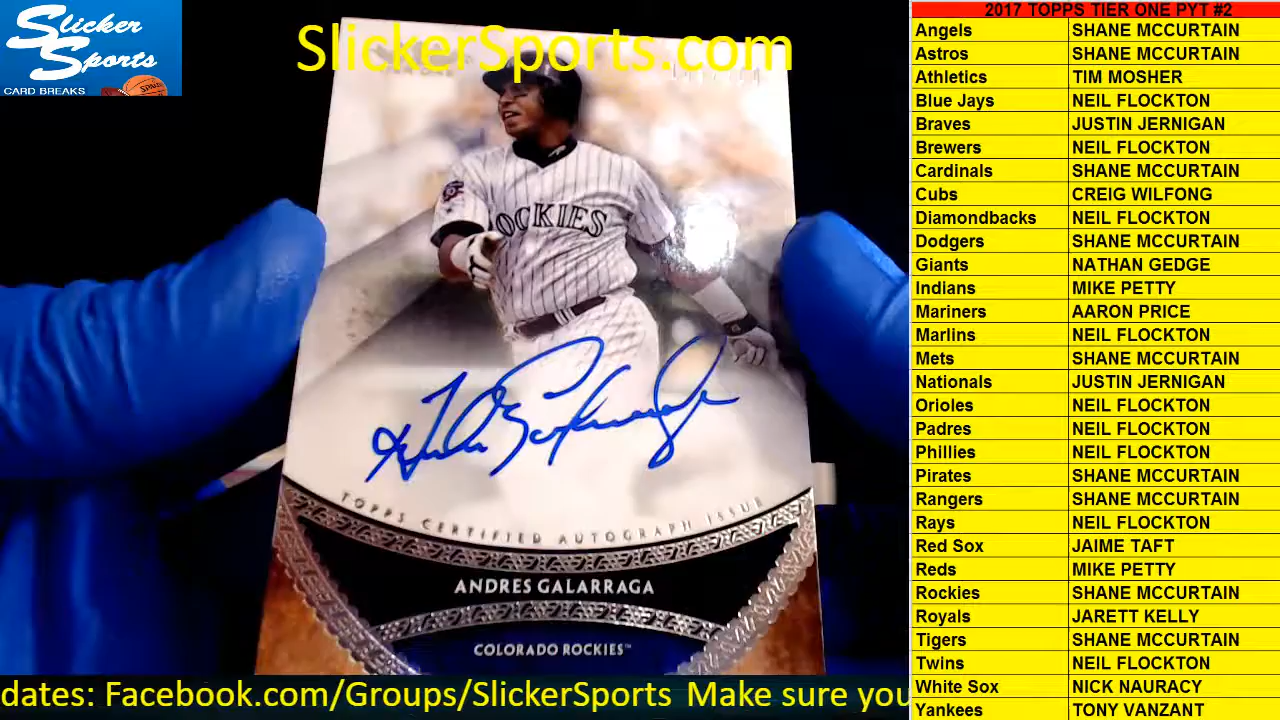 Slicker
Sports
CARD BREAKS
SlickerSports.com
ROCKIES
TOPPS CERTIFIED AUTOGRAPH ISSUE
ANDRES GALARRAGA
COLORADO ROCKIES™
dates: Facebook.com/Groups/SlickerSports Make sure you
2017 TOPPS TIER ONE PYT #2
Angels SHANE MCCURTAIN
Astros SHANE MCCURTAIN
Athletics TIM MOSHER
Blue Jays NEIL FLOCKTON
Braves JUSTIN JERNIGAN
Brewers NEIL FLOCKTON
Cardinals SHANE MCCURTAIN
Cubs CREIG WILFONG
Diamondbacks NEIL FLOCKTON
Dodgers SHANE MCCURTAIN
Giants NATHAN GEDGE
Indians MIKE PETTY
Mariners AARON PRICE
Marlins NEIL FLOCKTON
Mets SHANE MCCURTAIN
Nationals JUSTIN JERNIGAN
Orioles NEIL FLOCKTON
Padres NEIL FLOCKTON
Phillies NEIL FLOCKTON
Pirates SHANE MCCURTAIN
Rangers SHANE MCCURTAIN
Rays NEIL FLOCKTON
Red Sox JAIME TAFT
Reds MIKE PETTY
Rockies SHANE MCCURTAIN
Royals JARETT KELLY
Tigers SHANE MCCURTAIN
Twins NEIL FLOCKTON
White Sox NICK NAURACY
Yankees TONY VANZANT